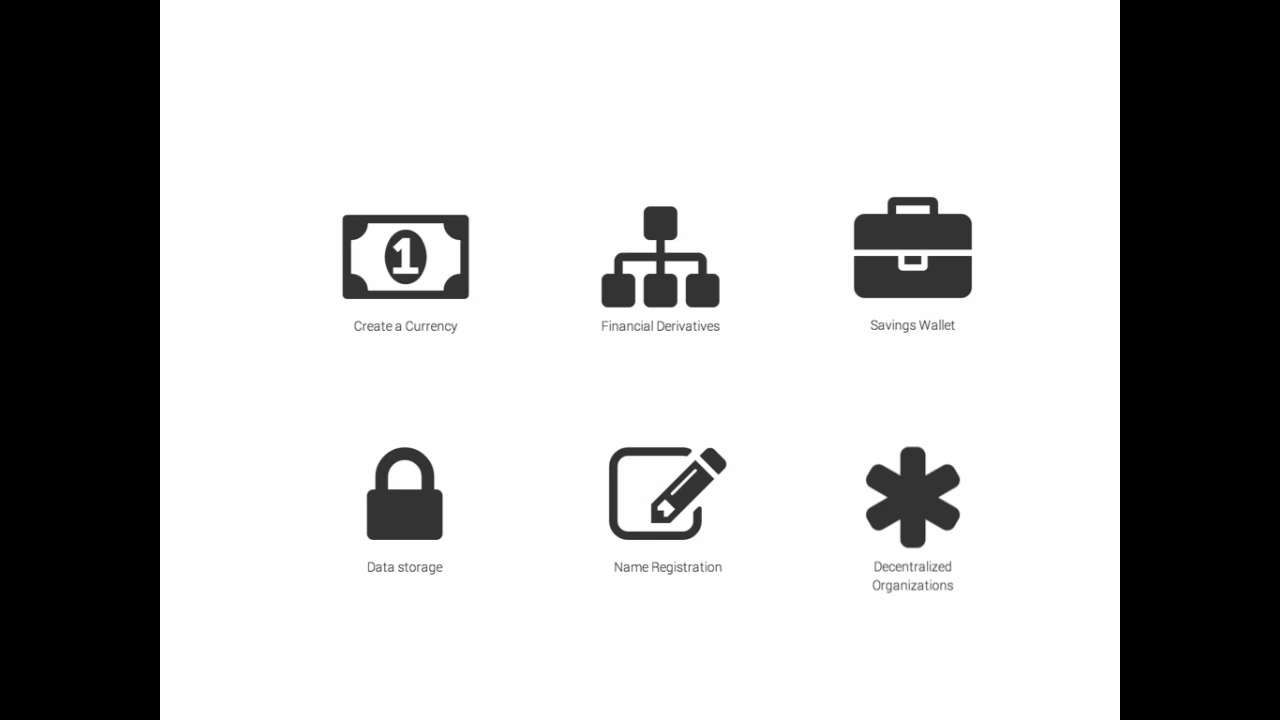 1
Create a Currency
Financial Derivatives
Savings Wallet
Data storage
Name Registration
Decentralized
Organizations